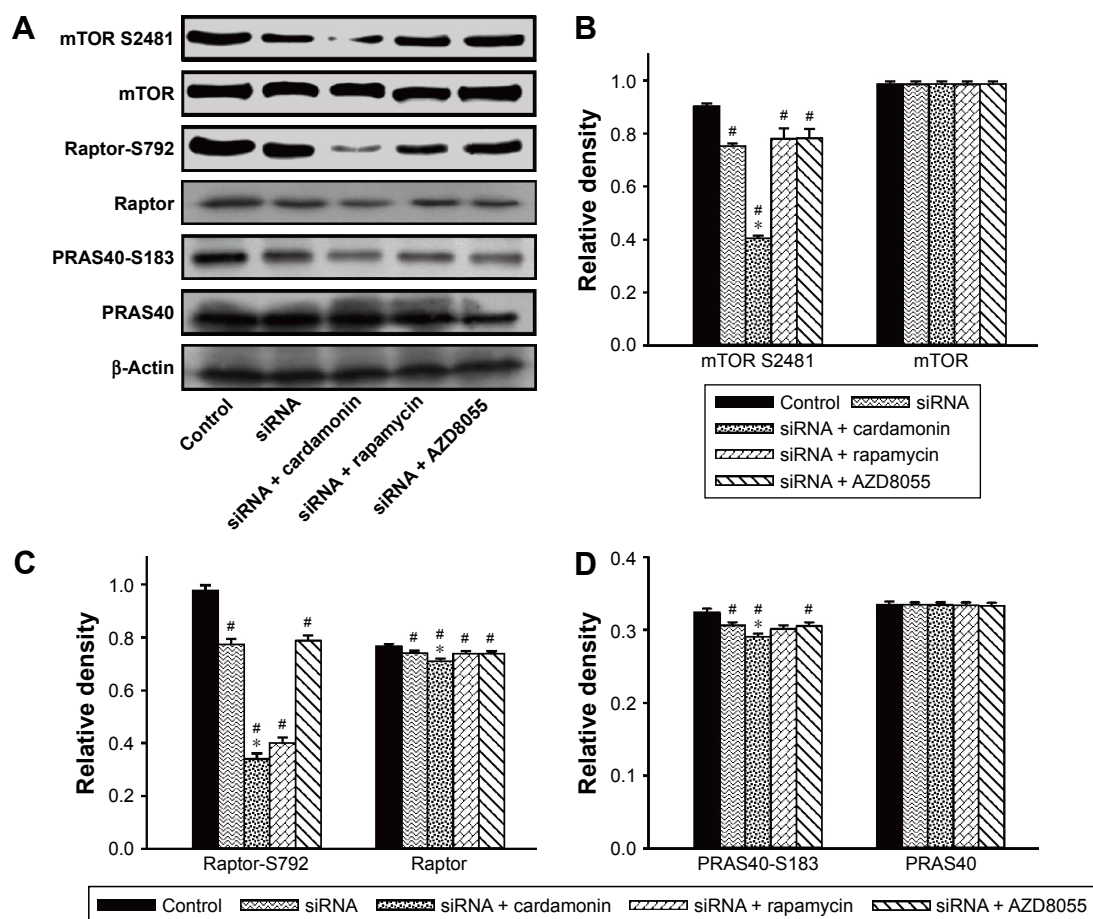 A
mTOR S2481
mTOR
Raptor-S792
Raptor
PRAS40-S183
PRAS40
β-Actin
Control
siRNA
siRNA + cardamonin
siRNA + rapamycin
siRNA + AZD8055
B
Relative density
1.0
0.8
0.6
0.4
0.2
0.0
#
#
*
#
#
mTOR S2481
mTOR
Control siRNA
siRNA + cardamonin
siRNA + rapamycin
siRNA + AZD8055
C
Relative density
1.0
0.8
0.6
0.4
0.2
0.0
#
#
*
#
#
#
#
*
#
#
Raptor-S792
Raptor
D
Relative density
0.4
0.3
0.2
0.1
0.0
#
#
*
#
PRAS40-S183
PRAS40
Control siRNA siRNA + cardamonin siRNA + rapamycin siRNA + AZD8055